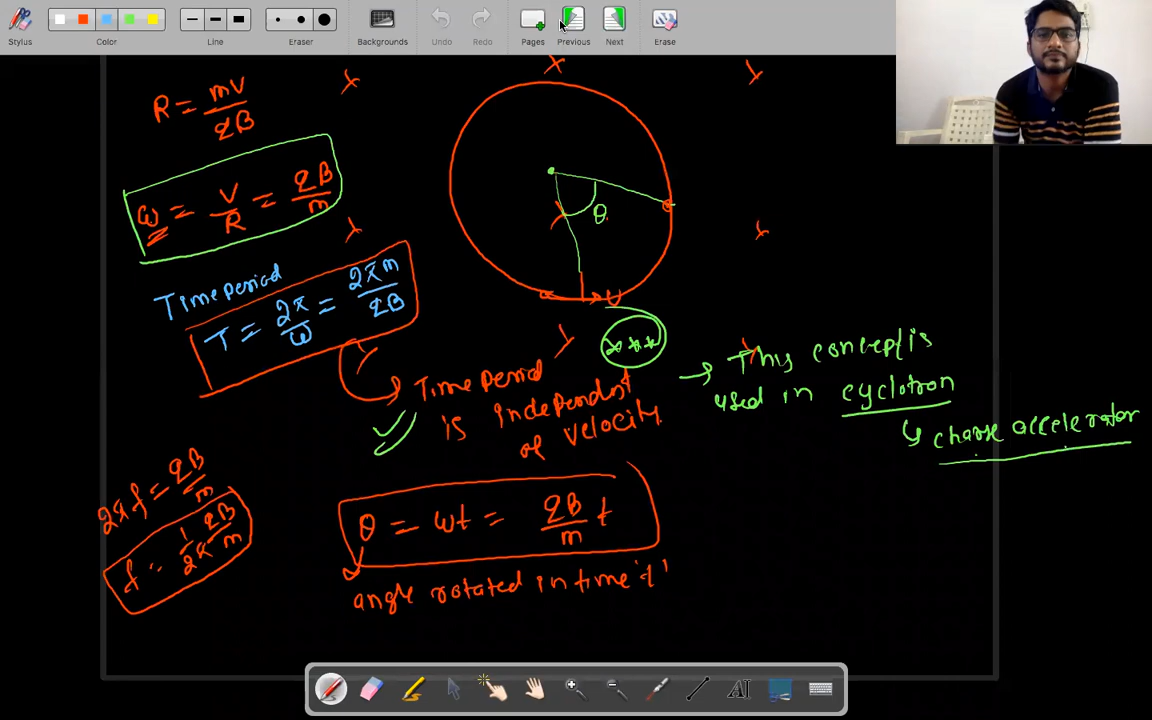 Stylus Color Line Eraser Backgrounds Undo Redo Pages Previous Next Erase
R = mv/qB
ω = v/R = qB/m
Time period
T = 2π/ω = 2πm/qB
θ
***
→ This concept is
used in cyclotron
↳ charge accelerator
Time Period
is independent
of velocity.
2πf = qB/m
f = 1/2π qB/m
θ = ωt = qB/m t
angle rotated in time 't'